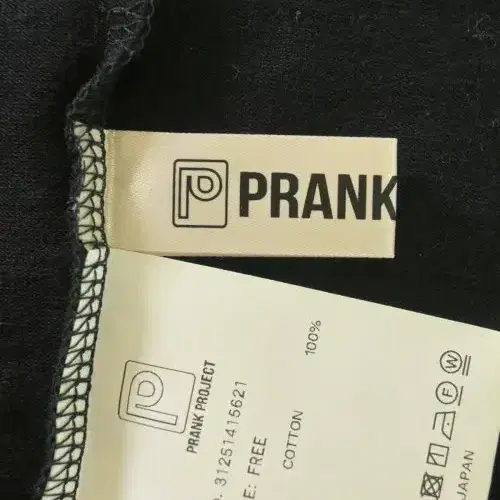 PRANK
PRANK PROJECT
. 31251415621
E: FREE
COTTON 100%
W
F
JAPAN